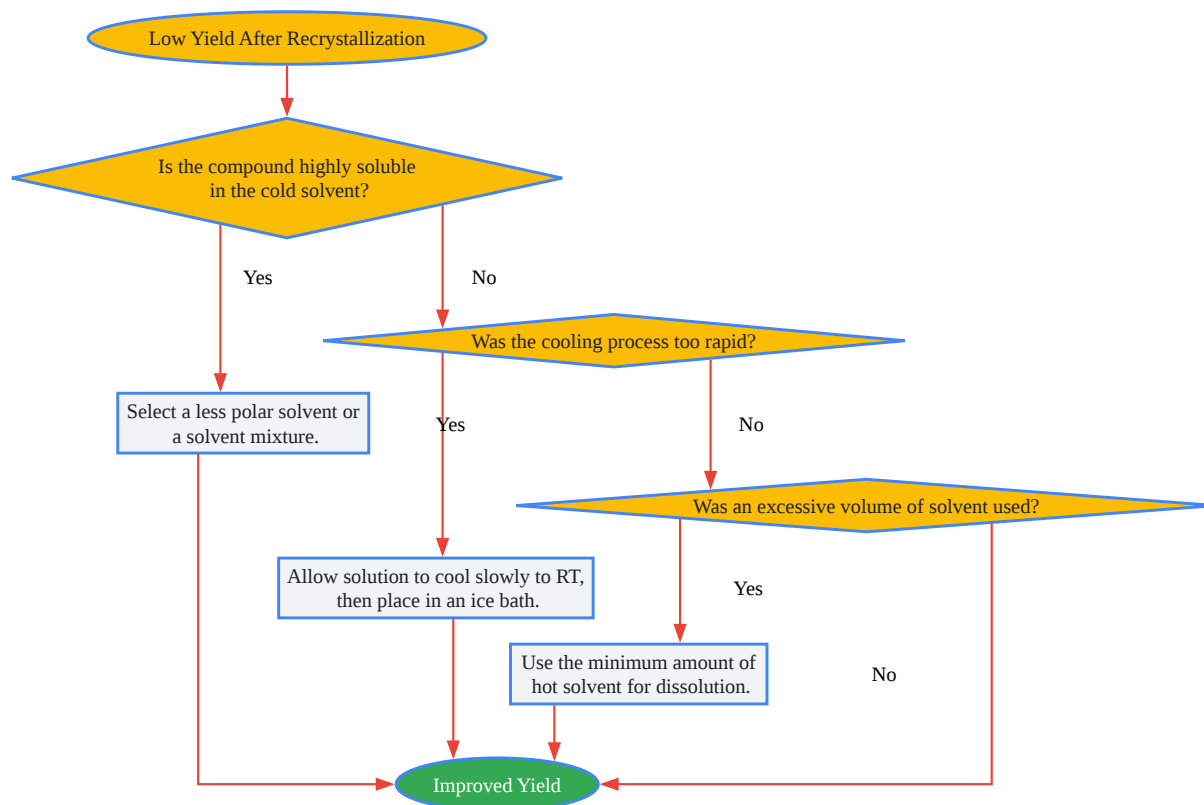 Low Yield After Recrystallization
Is the compound highly soluble
in the cold solvent?
Yes
No
Was the cooling process too rapid?
Select a less polar solvent or
a solvent mixture.
Yes
No
Was an excessive volume of solvent used?
Allow solution to cool slowly to RT,
then place in an ice bath.
Yes
Use the minimum amount of
hot solvent for dissolution.
No
Improved Yield